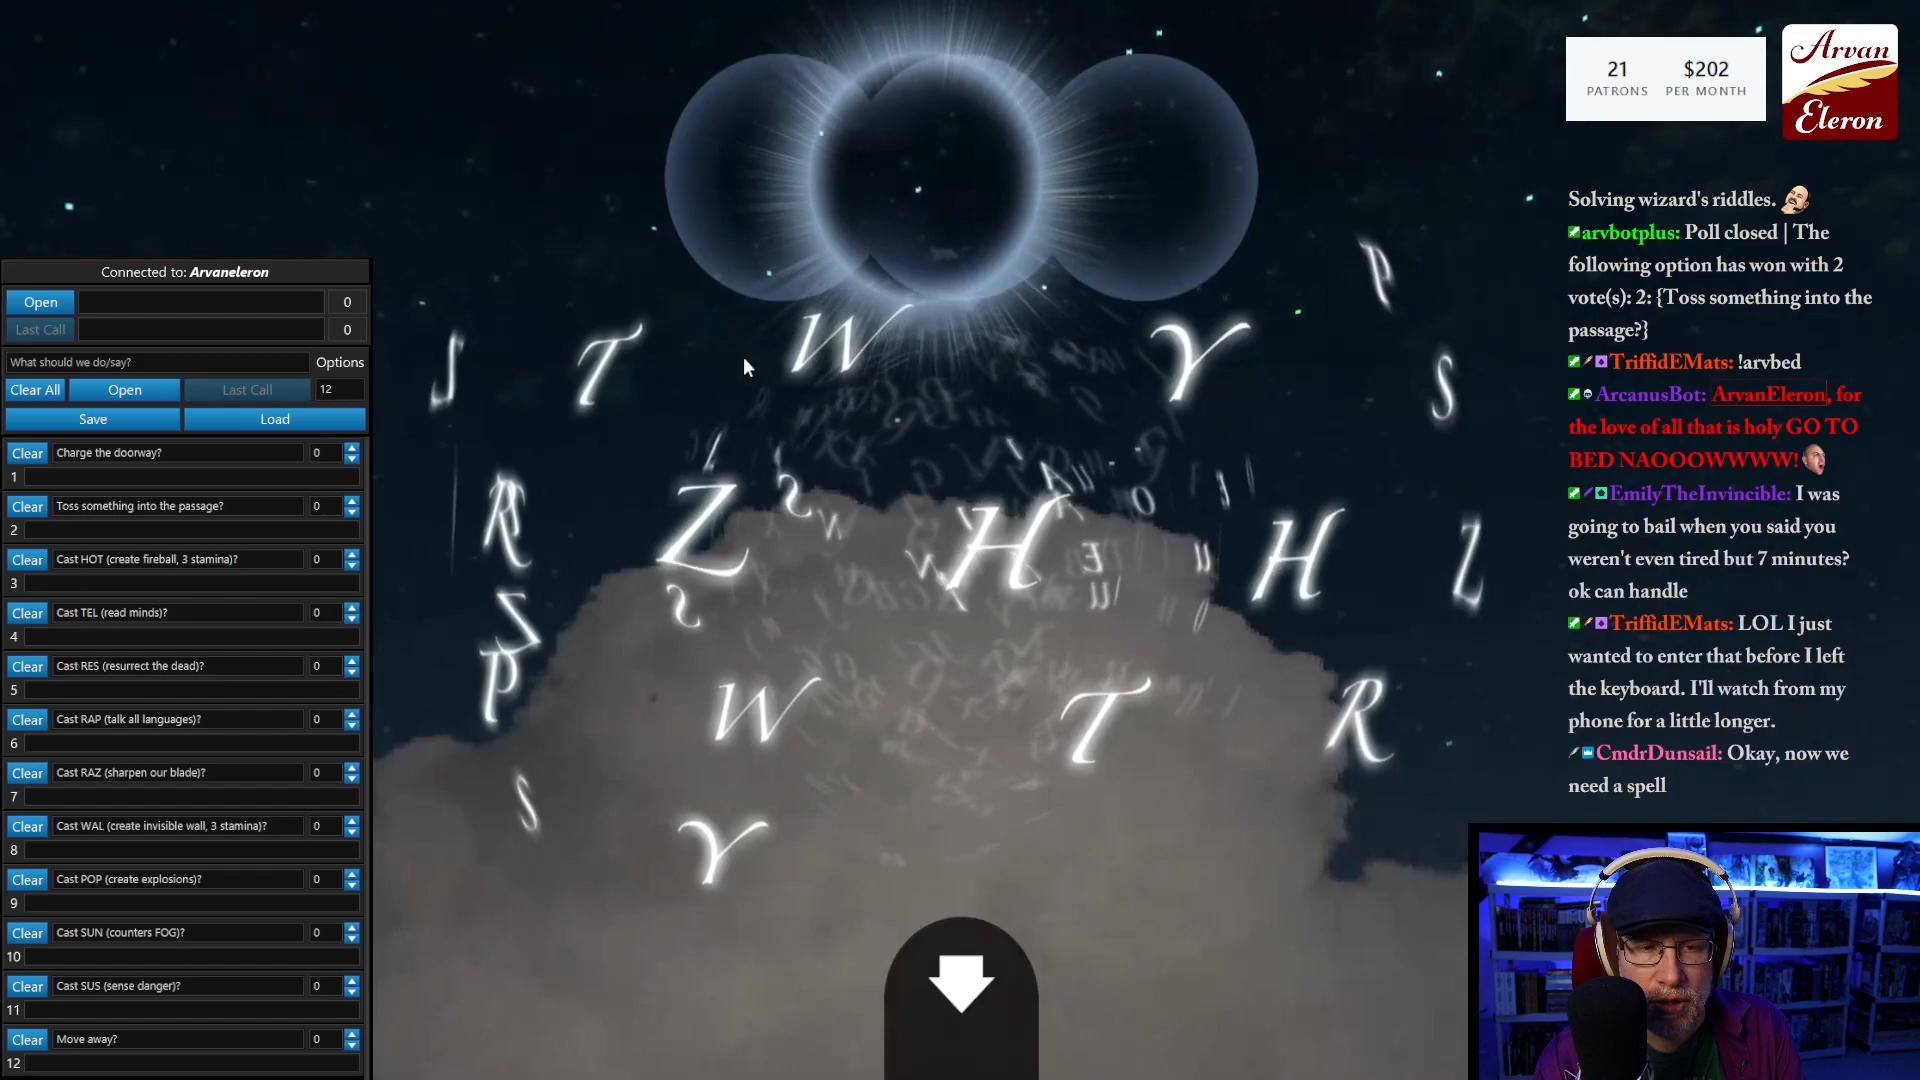 Connected to: Arvaneleron
Open 0
Last Call 0
What should we do/say? Options
Clear All Open Last Call 12
Save Load
Clear Charge the doorway? 0
1
Clear Toss something into the passage? 0
2
Clear Cast HOT (create fireball, 3 stamina)? 0
3
Clear Cast TEL (read minds)? 0
4
Clear Cast RES (resurrect the dead)? 0
5
Clear Cast RAP (talk all languages)? 0
6
Clear Cast RAZ (sharpen our blade)? 0
7
Clear Cast WAL (create invisible wall, 3 stamina)? 0
8
Clear Cast POP (create explosions)? 0
9
Clear Cast SUN (counters FOG)? 0
10
Clear Cast SUS (sense danger)? 0
11
Clear Move away? 0
12
P
S T W Y S
R Z H H Z
Z
P W T R
S Y
21 $202
PATRONS PER MONTH
Arvan
Eleron
Solving wizard's riddles.
arvbotplus: Poll closed | The
following option has won with 2
vote(s): 2: {Toss something into the
passage?}
TriffidEMats: !arvbed
ArcanusBot: ArvanEleron, for
the love of all that is holy GO TO
BED NAOOOWWWW!
EmilyTheInvincible: I was
going to bail when you said you
weren't even tired but 7 minutes?
ok can handle
TriffidEMats: LOL I just
wanted to enter that before I left
the keyboard. I'll watch from my
phone for a little longer.
CmdrDunsail: Okay, now we
need a spell